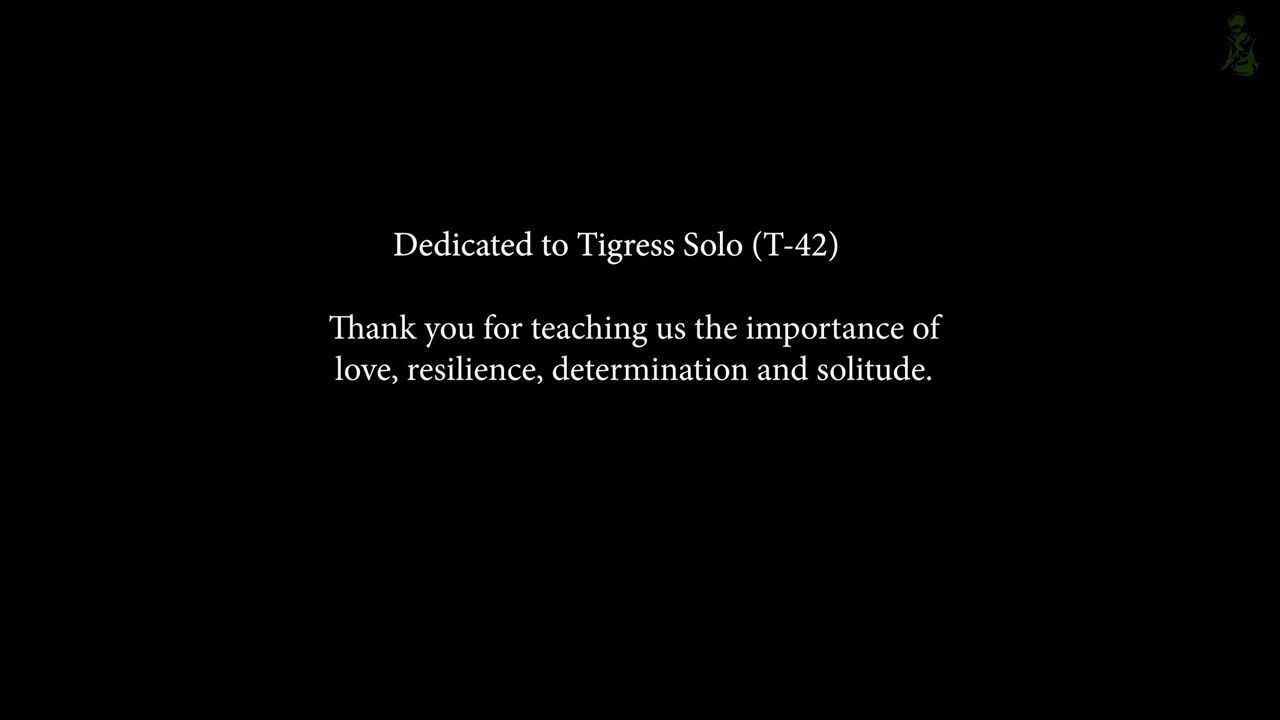 Dedicated to Tigress Solo (T-42)
Thank you for teaching us the importance of
love, resilience, determination and solitude.